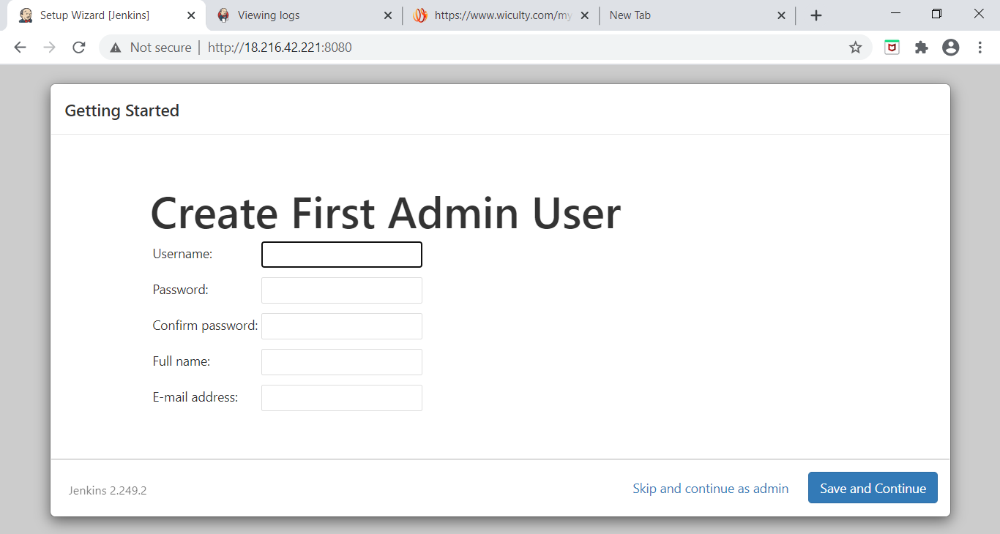 Setup Wizard [Jenkins]
Viewing logs
https://www.wiculty.com/my
New Tab
Not secure
http://18.216.42.221:8080
Getting Started
Create First Admin User
Username:
Password:
Confirm password:
Full name:
E-mail address:
Jenkins 2.249.2
Skip and continue as admin
Save and Continue